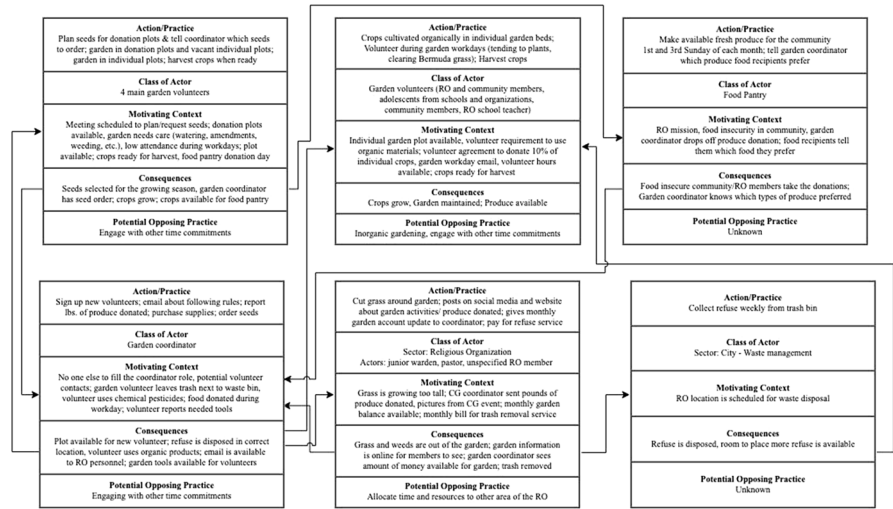 Action/Practice
Plan seeds for donation plots & tell coordinator which seeds
to order; garden in donation plots and vacant individual plots;
garden in individual plots; harvest crops when ready
Class of Actor
4 main garden volunteers
Motivating Context
Meeting scheduled to plan/request seeds; donation plots
available, garden needs care (watering, amendments,
weeding, etc.), low attendance during workdays; plot
available; crops ready for harvest, food pantry donation day
Consequences
Seeds selected for the growing season, garden coordinator
has seed order; crops grow; crops available for food pantry
Potential Opposing Practice
Engage with other time commitments
Action/Practice
Crops cultivated organically in individual garden beds;
Volunteer during garden workdays (tending to plants,
clearing Bermuda grass); Harvest crops
Class of Actor
Garden volunteers (RO and community members,
adolescents from schools and organizations,
community members, RO school teacher)
Motivating Context
Individual garden plot available, volunteer requirement to use
organic materials; volunteer agreement to donate 10% of
individual crops, garden workday email, volunteer hours
available; crops ready for harvest
Consequences
Crops grow, Garden maintained; Produce available
Potential Opposing Practice
Inorganic gardening, engage with other time commitments
Action/Practice
Make available fresh produce for the community
1st and 3rd Sunday of each month; tell garden coordinator
which produce food recipients prefer
Class of Actor
Food Pantry
Motivating Context
RO mission, food insecurity in community, garden
coordinator drops off produce donation; food recipients tell
them which food they prefer
Consequences
Food insecure community/RO members take the donations;
Garden coordinator knows which types of produce preferred
Potential Opposing Practice
Unknown
Action/Practice
Sign up new volunteers; email about following rules; report
lbs. of produce donated; purchase supplies; order seeds
Class of Actor
Garden coordinator
Motivating Context
No one else to fill the coordinator role, potential volunteer
contacts; garden volunteer leaves trash next to waste bin,
volunteer uses chemical pesticides; food donated during
workday; volunteer reports needed tools
Consequences
Plot available for new volunteer; refuse is disposed in correct
location, volunteer uses organic products; email is available
to RO personnel; garden tools available for volunteers
Potential Opposing Practice
Engaging with other time commitments
Action/Practice
Cut grass around garden; posts on social media and website
about garden activities/ produce donated; gives monthly
garden account update to coordinator; pay for refuse service
Class of Actor
Sector: Religious Organization
Actors: junior warden, pastor, unspecified RO member
Motivating Context
Grass is growing too tall; CG coordinator sent pounds of
produce donated, pictures from CG event; monthly garden
balance available; monthly bill for trash removal service
Consequences
Grass and weeds are out of the garden; garden information
is online for members to see; garden coordinator sees
amount of money available for garden; trash removed
Potential Opposing Practice
Allocate time and resources to other area of the RO
Action/Practice
Collect refuse weekly from trash bin
Class of Actor
Sector: City - Waste management
Motivating Context
RO location is scheduled for waste disposal
Consequences
Refuse is disposed, room to place more refuse is available
Potential Opposing Practice
Unknown